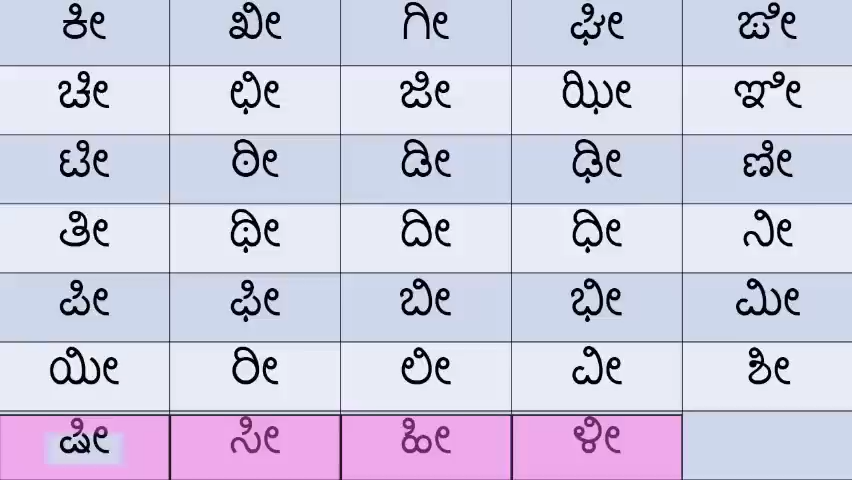 ಕೀ ಖೀ ಗೀ ಘೀ ಙೀ
ಚೀ ಛೀ ಜೀ ಝೀ ಞೀ
ಟೀ ಠೀ ಡೀ ಢೀ ಣೀ
ತೀ ಥೀ ದೀ ಧೀ ನೀ
ಪೀ ಫೀ ಬೀ ಭೀ ಮೀ
ಯೀ ರೀ ಲೀ ವೀ ಶೀ
ಷೀ ಸೀ ಹೀ ಳೀ